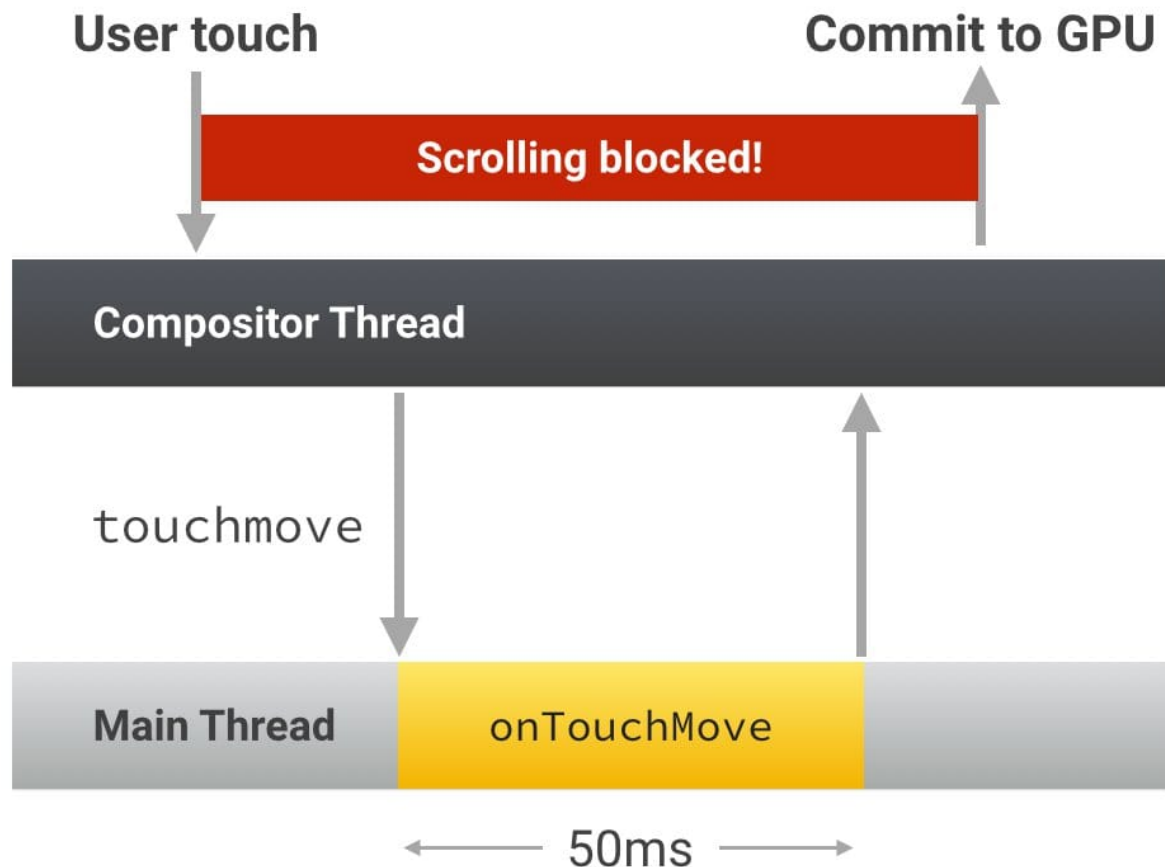 User touch
Commit to GPU
Scrolling blocked!
Compositor Thread
touchmove
Main Thread
onTouchMove
50ms